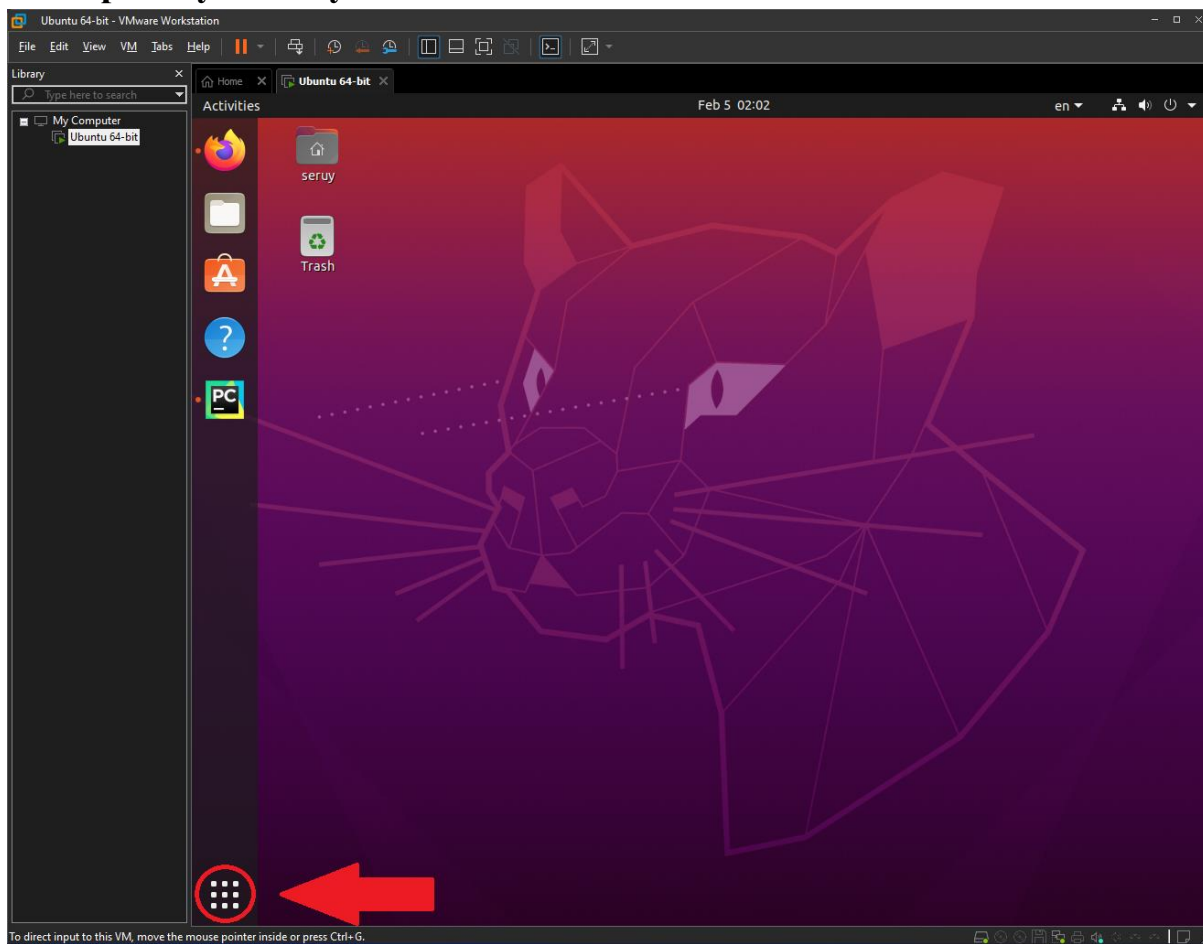 Ubuntu 64-bit - VMware Workstation
File Edit View VM Tabs Help
Library
Type here to search
My Computer
Ubuntu 64-bit
Home
Ubuntu 64-bit
Activities
Feb 5 02:02
en
seruy
Trash
PC
To direct input to this VM, move the mouse pointer inside or press Ctrl+G.